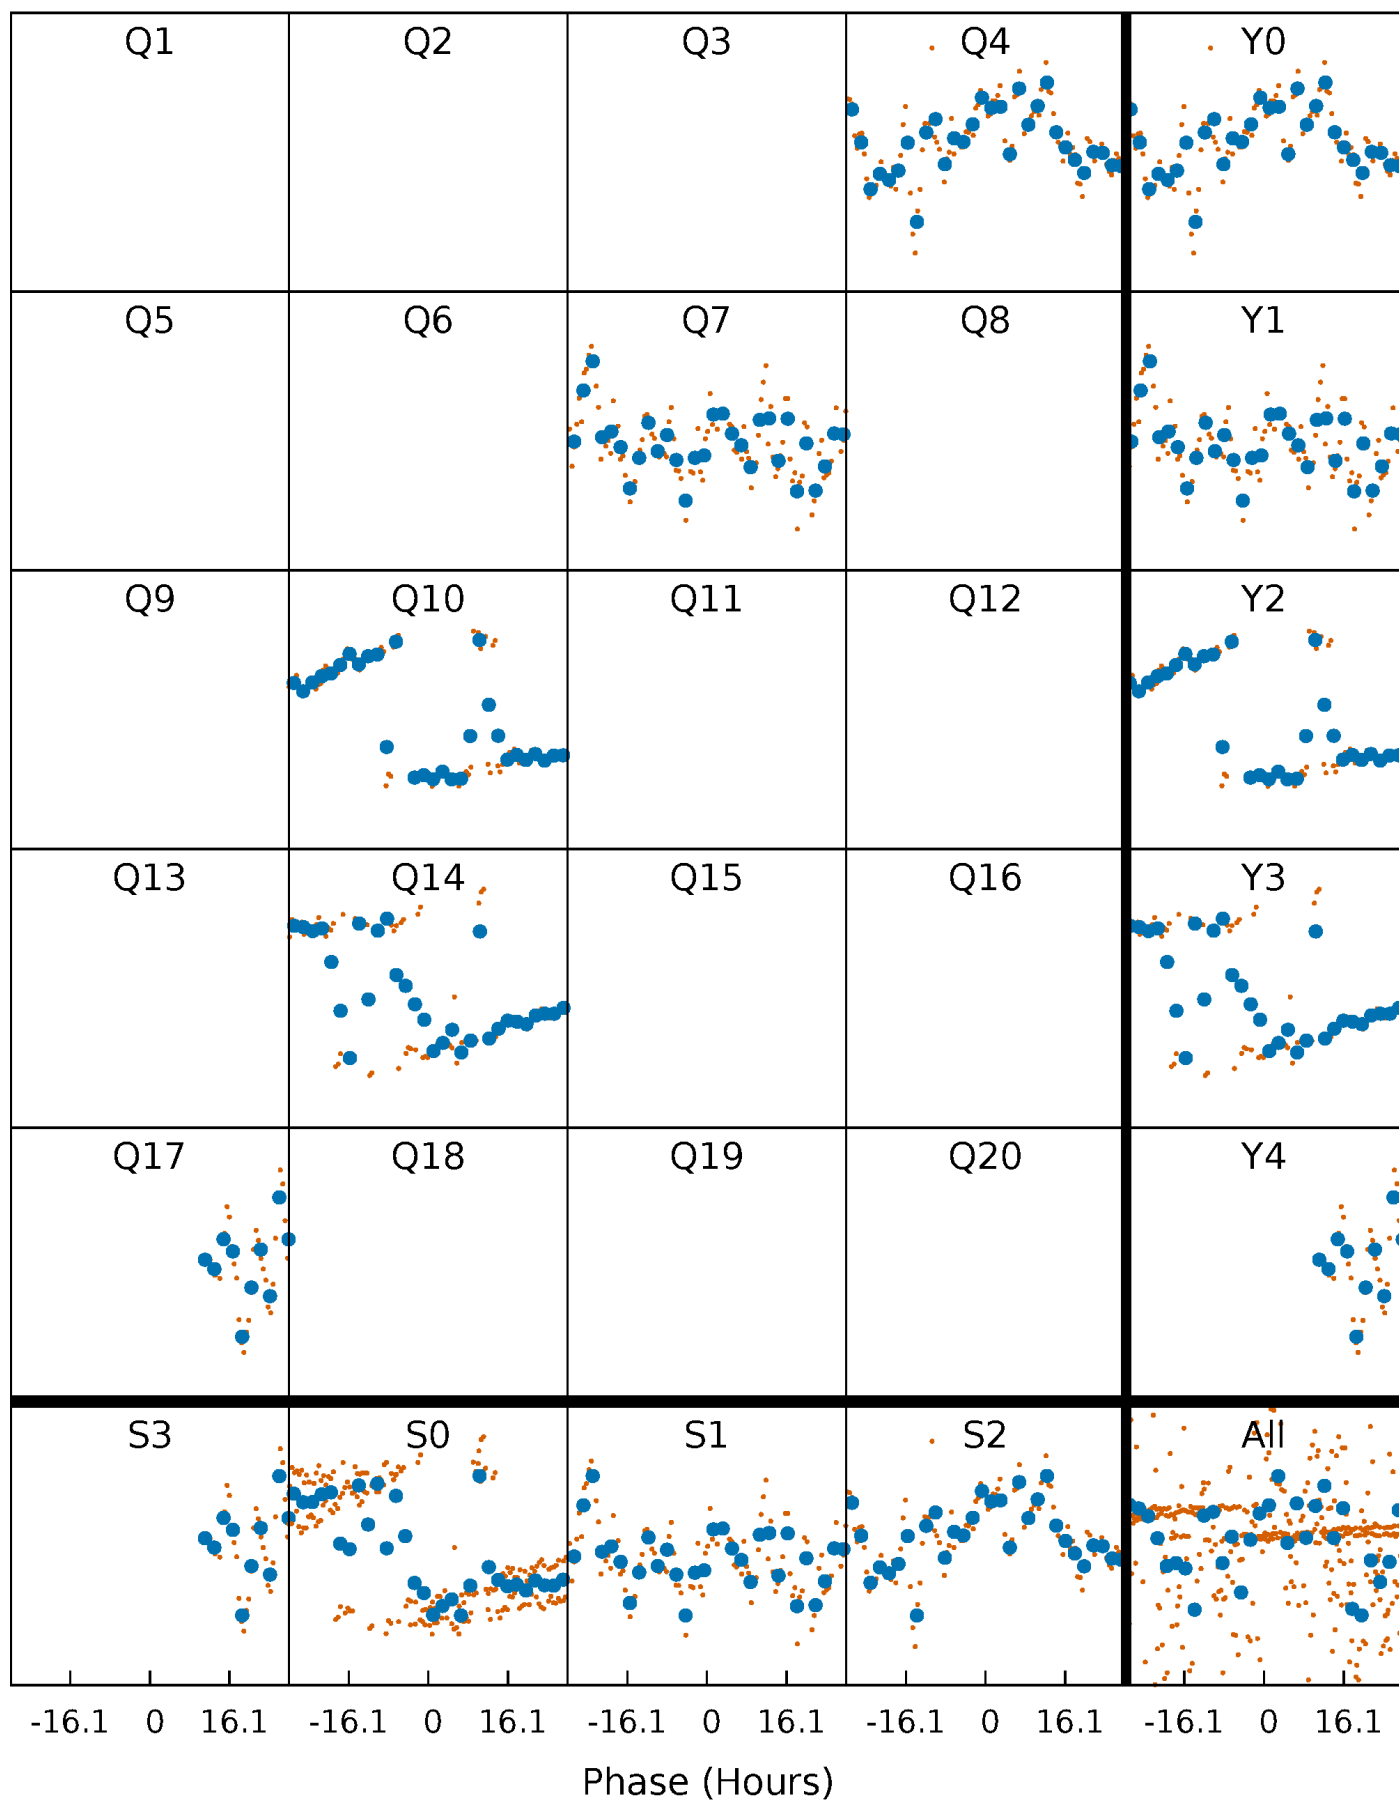 Q1 Q2 Q3 Q4 Y0
Q5 Q6 Q7 Q8 Y1
Q9 Q10 Q11 Q12 Y2
Q13 Q14 Q15 Q16 Y3
Q17 Q18 Q19 Q20 Y4
S3 S0 S1 S2 All
-16.1 0 16.1 -16.1 0 16.1 -16.1 0 16.1 -16.1 0 16.1 -16.1 0 16.1
Phase (Hours)